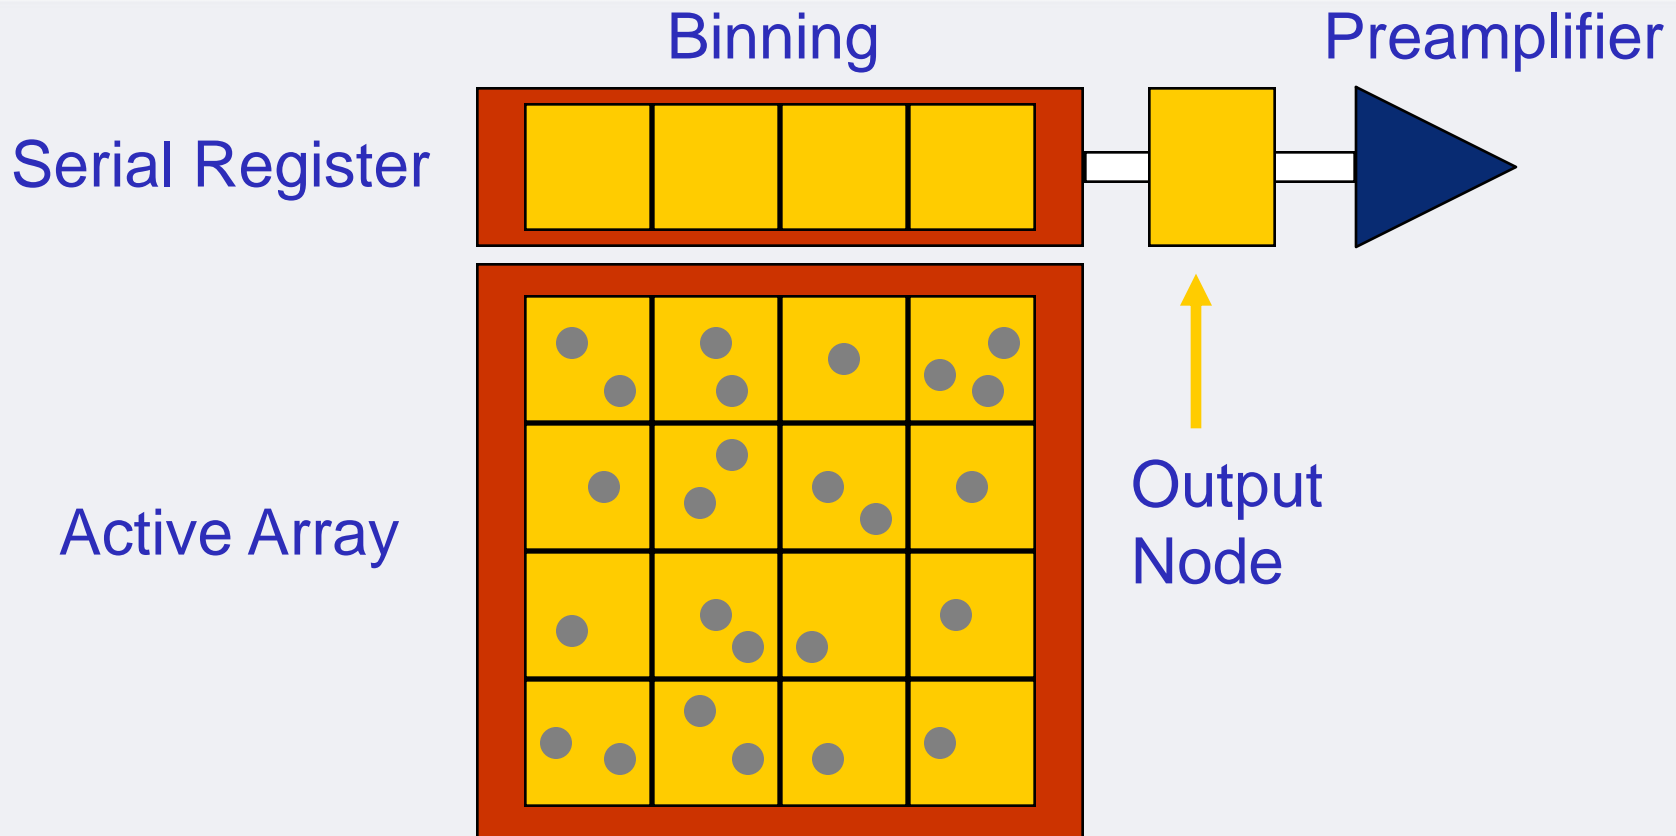 Binning
Preamplifier
Serial Register
Active Array
Output
Node